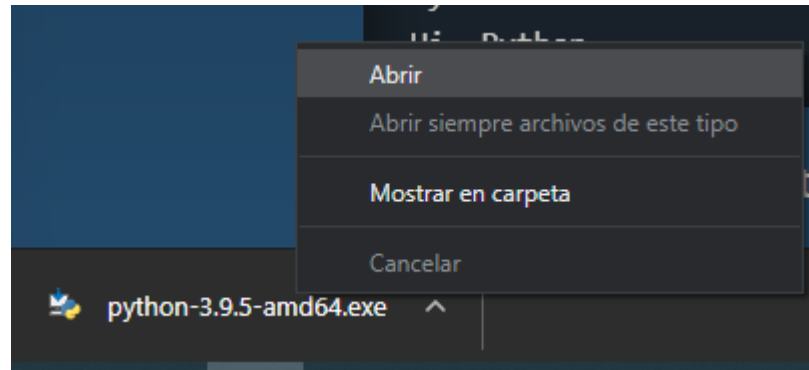 Abrir
Abrir siempre archivos de este tipo
Mostrar en carpeta
Cancelar
python-3.9.5-amd64.exe